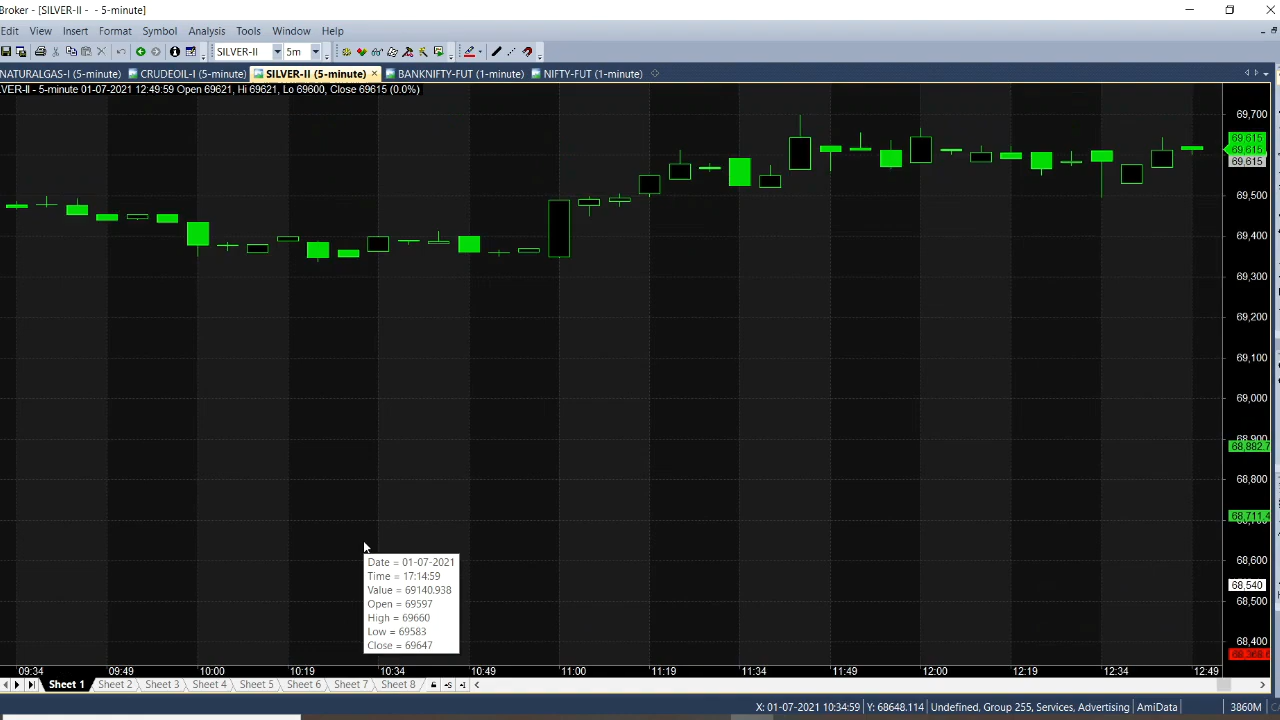 Broker - [SILVER-II - - 5-minute]
Edit View Insert Format Symbol Analysis Tools Window Help
SILVER-II 5m
NATURALGAS-I (5-minute) CRUDEOIL-I (5-minute) SILVER-II (5-minute) BANKNIFTY-FUT (1-minute) NIFTY-FUT (1-minute)
LVER-II - 5-minute 01-07-2021 12:49:59 Open 69621, Hi 69621, Lo 69600, Close 69615 (0.0%)
69,700
69,615
69,615
69,615
69,500
69,400
69,300
69,200
69,100
69,000
68,900
68,882.7
68,800
68,711.4
68,600
68,540
68,500
68,400
68,368.6
Date = 01-07-2021
Time = 17:14:59
Value = 69140.938
Open = 69597
High = 69660
Low = 69583
Close = 69647
09:34 09:49 10:00 10:19 10:34 10:49 11:00 11:19 11:34 11:49 12:00 12:19 12:34 12:49
Sheet 1 Sheet 2 Sheet 3 Sheet 4 Sheet 5 Sheet 6 Sheet 7 Sheet 8
X: 01-07-2021 10:34:59 Y: 68648.114 Undefined, Group 255, Services, Advertising AmiData 3860M